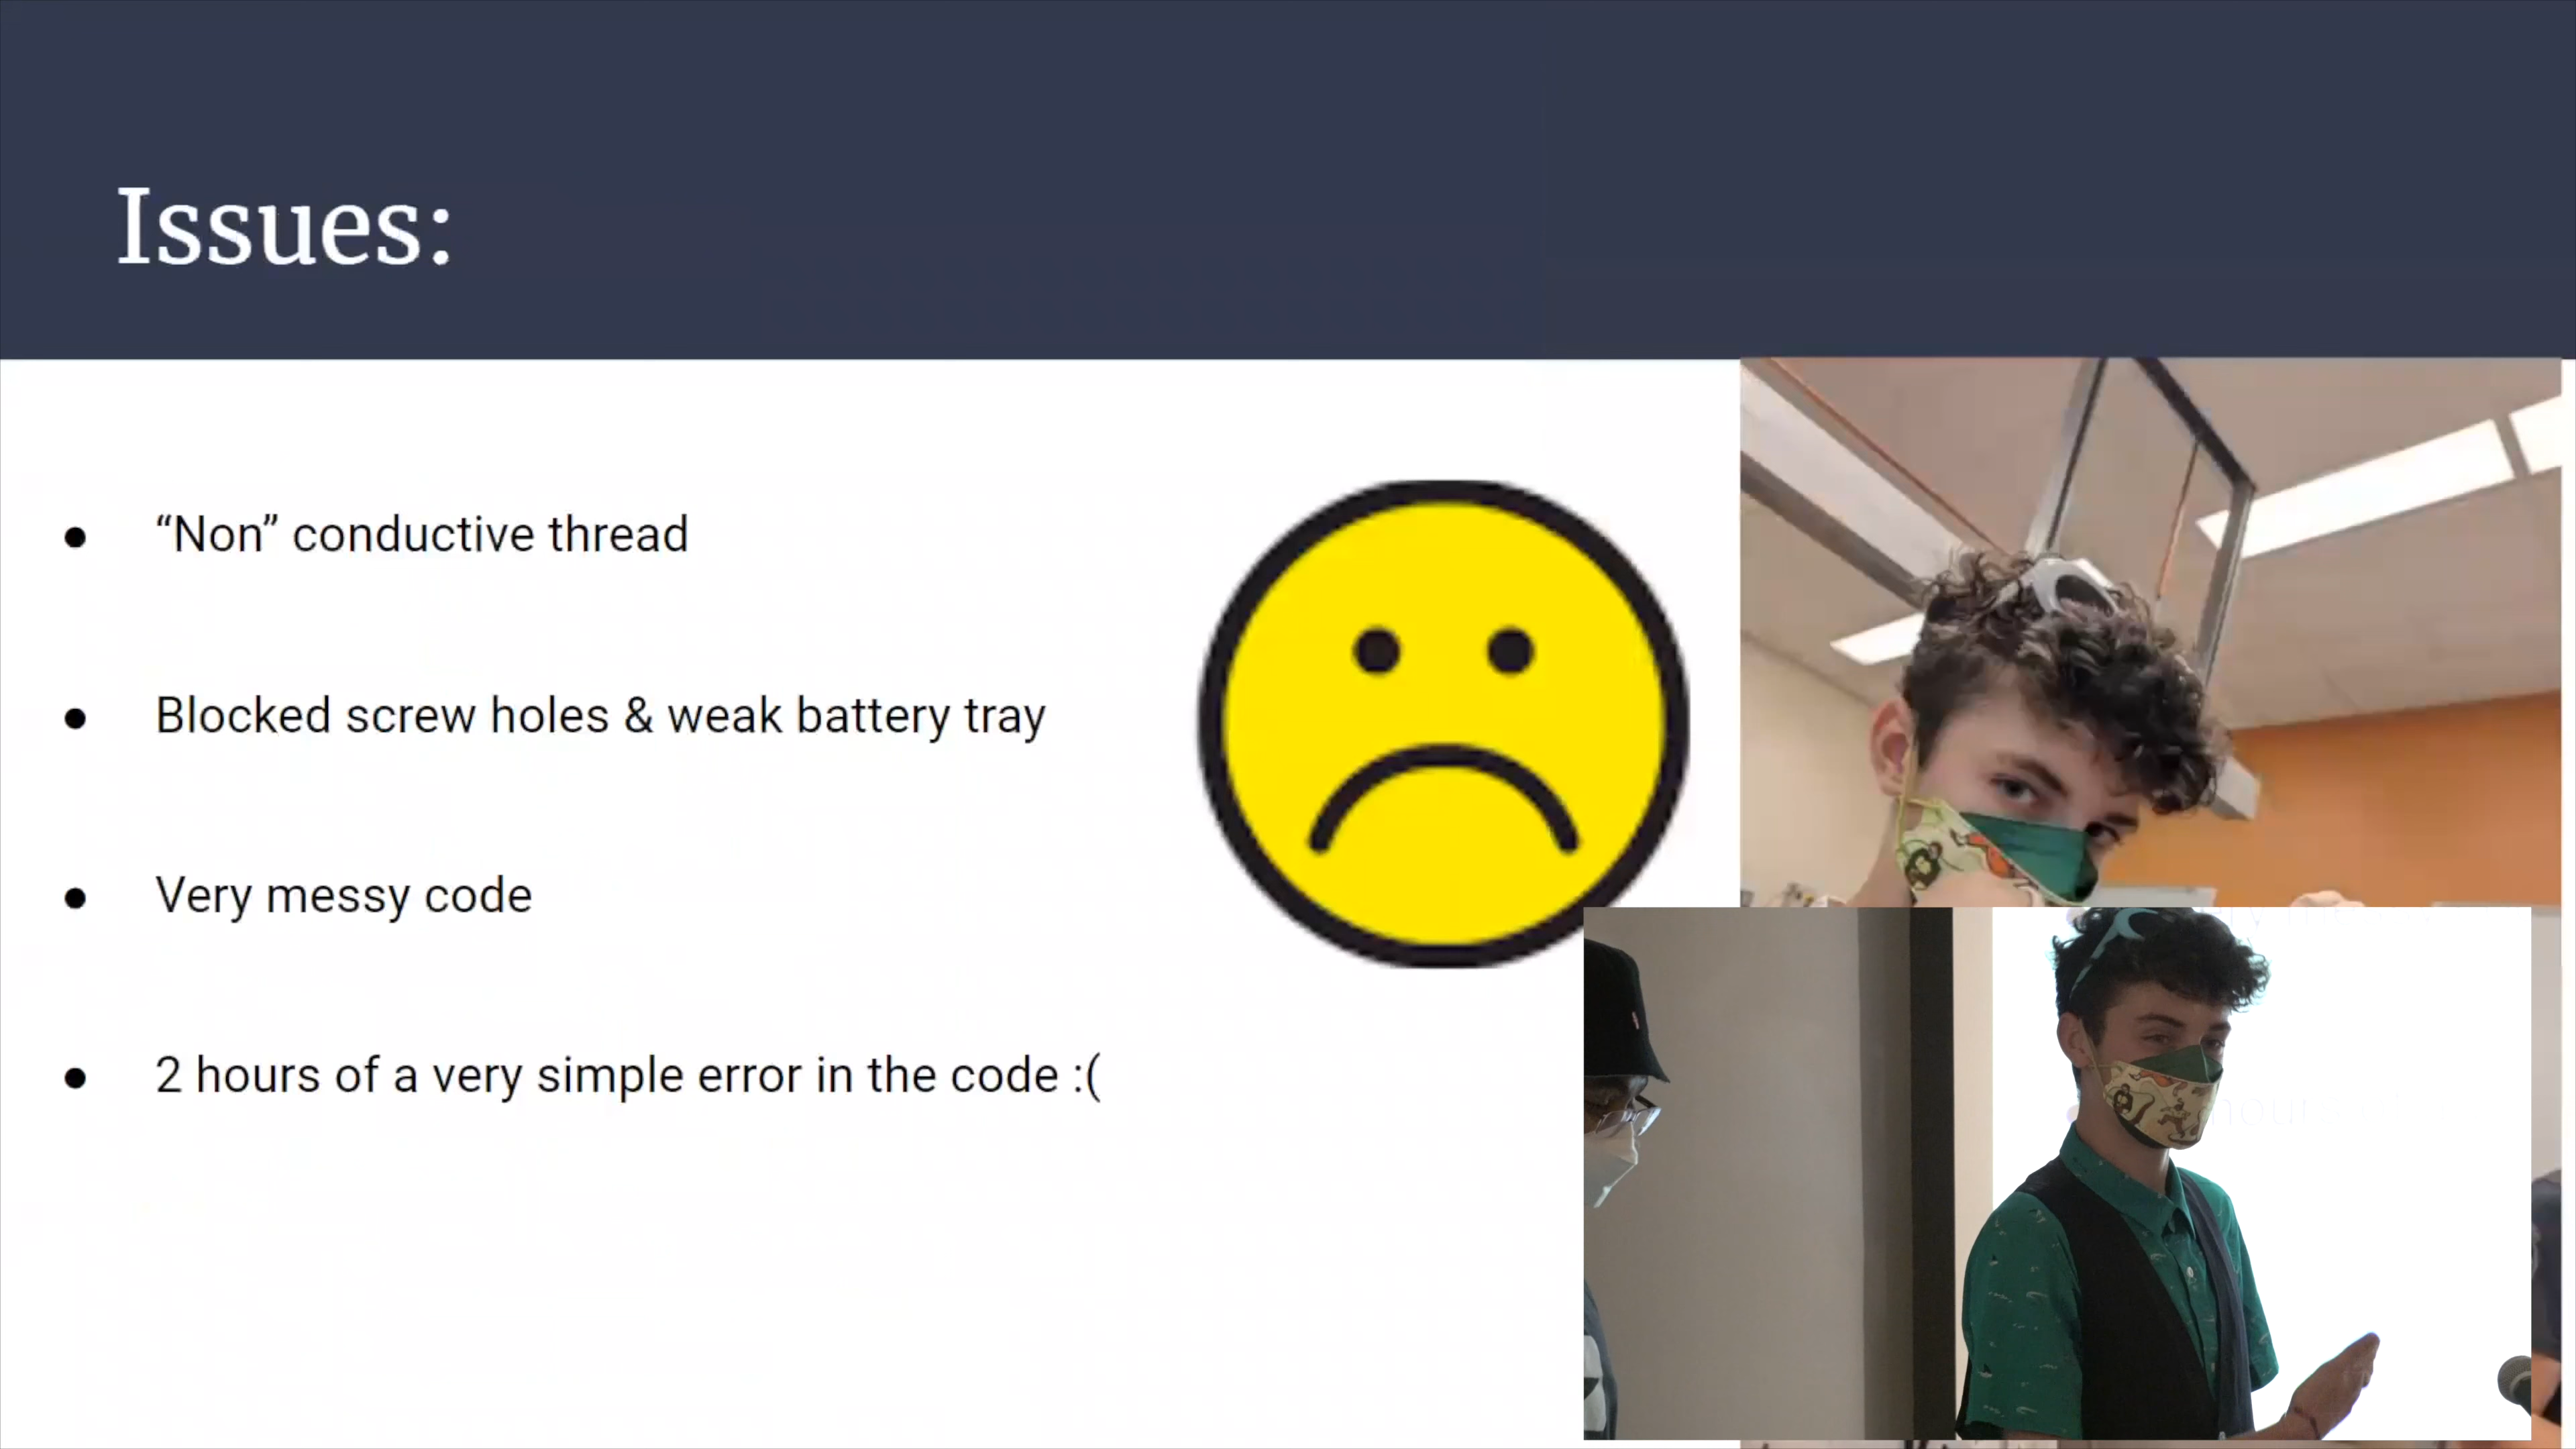 Issues:
“Non” conductive thread
Blocked screw holes & weak battery tray
Very messy code
2 hours of a very simple error in the code :(
hour